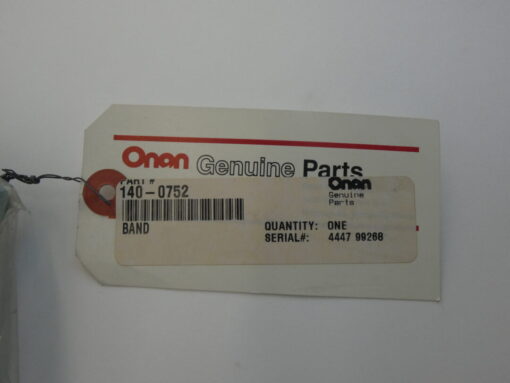 Onan Genuine Parts
PART #
140-0752
Onan
Genuine
Parts
BAND
QUANTITY: ONE
SERIAL#: 4447 99268